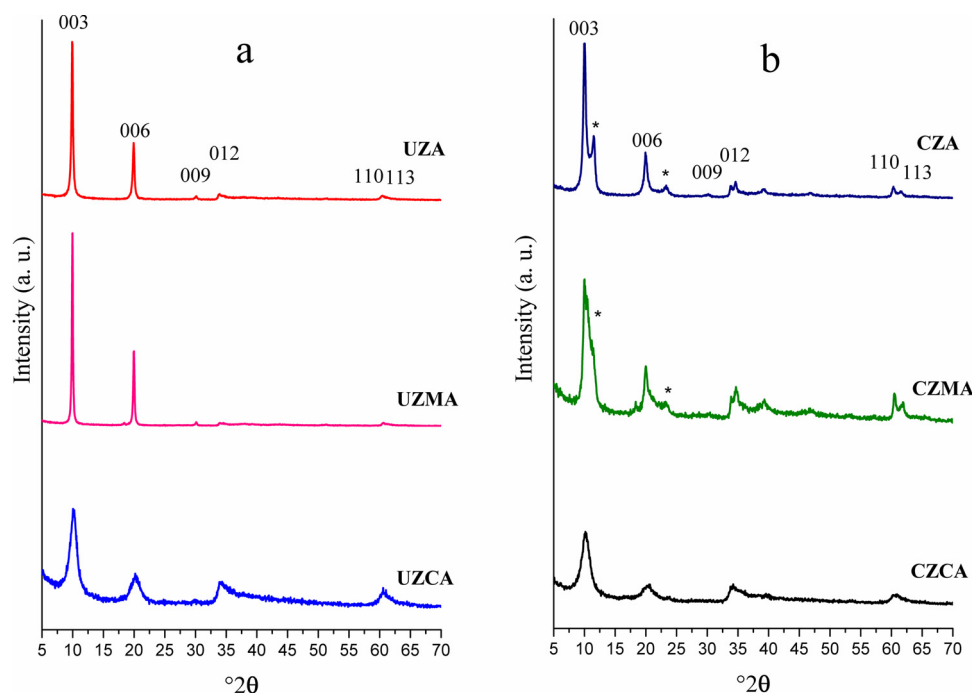 a
003
006
009
012
110
113
UZA
UZMA
UZCA
Intensity (a. u.)
5 10 15 20 25 30 35 40 45 50 55 60 65 70
°2θ
b
003
*
006
*
009
012
110
113
CZA
*
*
CZMA
CZCA
Intensity (a. u.)
5 10 15 20 25 30 35 40 45 50 55 60 65 70
°2θ